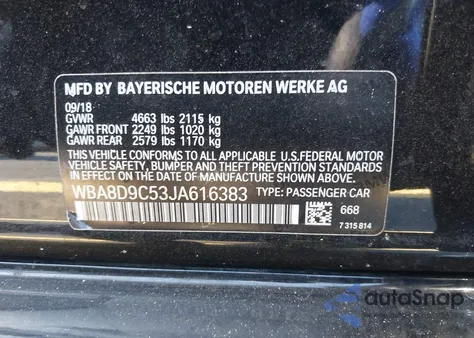 MFD BY BAYERISCHE MOTOREN WERKE AG
09/18
GVWR 4663 lbs 2115 kg
GAWR FRONT 2249 lbs 1020 kg
GAWR REAR 2579 lbs 1170 kg
THIS VEHICLE CONFORMS TO ALL APPLICABLE U.S.FEDERAL MOTOR
VEHICLE SAFETY, BUMPER AND THEFT PREVENTION STANDARDS
IN EFFECT ON THE DATE OF MANUFACTURE SHOWN ABOVE.
WBA8D9C53JA616383 TYPE: PASSENGER CAR
668
7 315 814
autoSnap